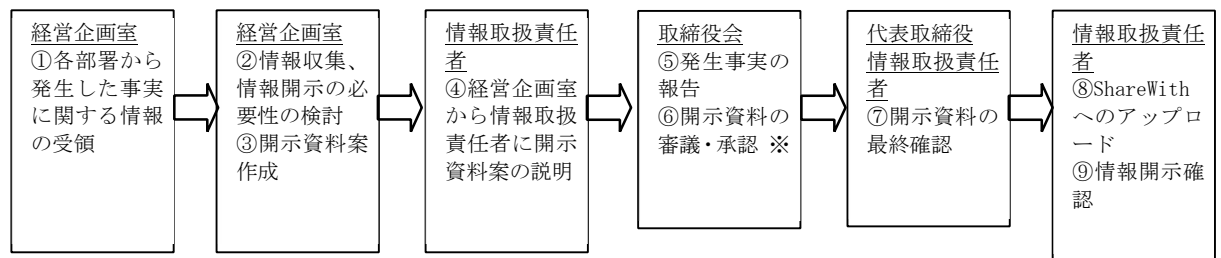 経営企画室
①各部署から
発生した事実
に関する情報
の受領
経営企画室
②情報収集、
情報開示の必
要性の検討
③開示資料案
作成
情報取扱責任
者
④経営企画室
から情報取扱
責任者に開示
資料案の説明
取締役会
⑤発生事実の
報告
⑥開示資料の
審議・承認 ※
代表取締役
情報取扱責任
者
⑦開示資料の
最終確認
情報取扱責任
者
⑧ShareWith
へのアップロ
ード
⑨情報開示確
認